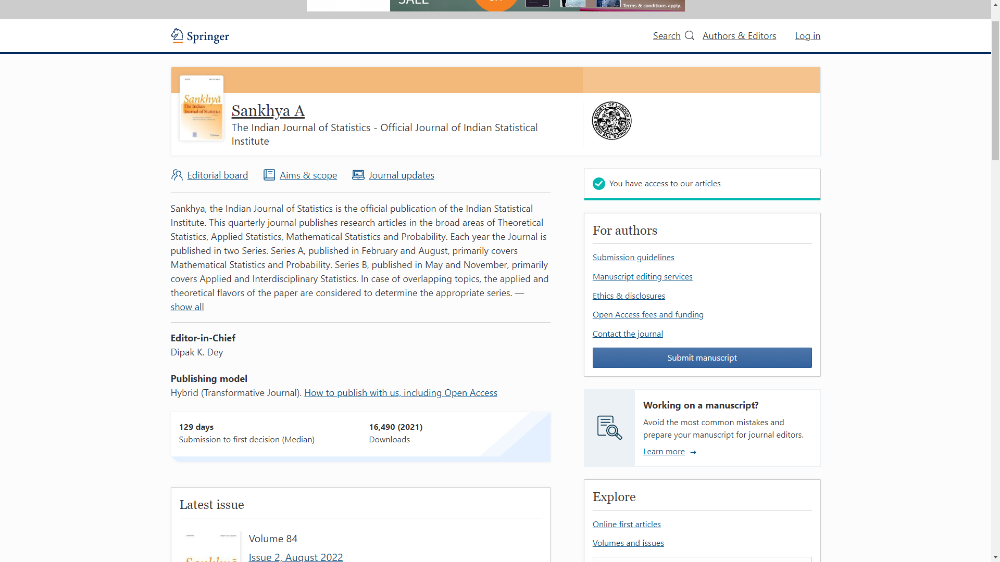 SALE
Terms & conditions apply.
Springer
Search
Authors & Editors
Log in
Sankhyā
The Indian
Journal of Statistics
Springer
Sankhya A
The Indian Journal of Statistics - Official Journal of Indian Statistical
Institute
THE INDIAN SOCIETY OF LABOUR ECONOMICS.
Editorial board
Aims & scope
Journal updates
Sankhya, the Indian Journal of Statistics is the official publication of the Indian Statistical
Institute. This quarterly journal publishes research articles in the broad areas of Theoretical
Statistics, Applied Statistics, Mathematical Statistics and Probability. Each year the Journal is
published in two Series. Series A, published in February and August, primarily covers
Mathematical Statistics and Probability. Series B, published in May and November, primarily
covers Applied and Interdisciplinary Statistics. In case of overlapping topics, the applied and
theoretical flavors of the paper are considered to determine the appropriate series. —
show all
Editor-in-Chief
Dipak K. Dey
Publishing model
Hybrid (Transformative Journal). How to publish with us, including Open Access
129 days
Submission to first decision (Median)
16,490 (2021)
Downloads
Latest issue
Volume 84
Issue 2, August 2022
You have access to our articles
For authors
Submission guidelines
Manuscript editing services
Ethics & disclosures
Open Access fees and funding
Contact the journal
Submit manuscript
Working on a manuscript?
Avoid the most common mistakes and
prepare your manuscript for journal editors.
Learn more →
Explore
Online first articles
Volumes and issues